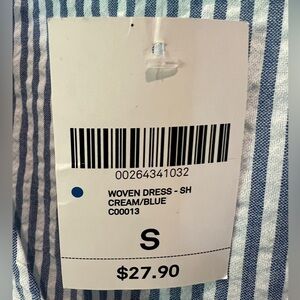 00264341032
WOVEN DRESS - SH
CREAM/BLUE
C00013
S
$27.90